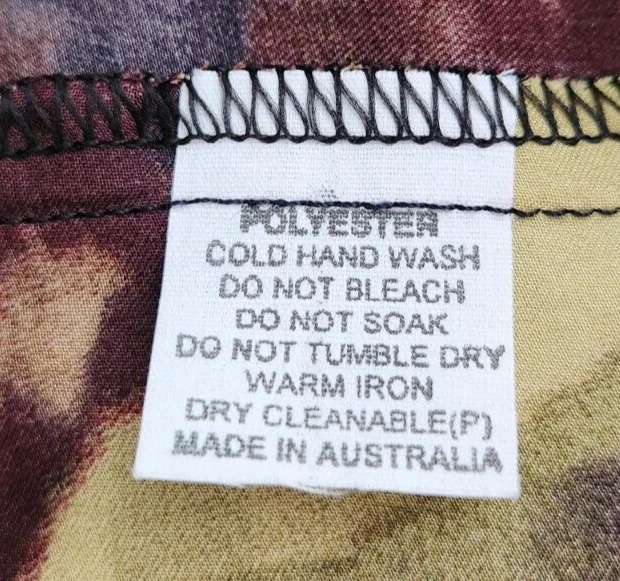 POLYESTER
COLD HAND WASH
DO NOT BLEACH
DO NOT SOAK
DO NOT TUMBLE DRY
WARM IRON
DRY CLEANABLE(P)
MADE IN AUSTRALIA